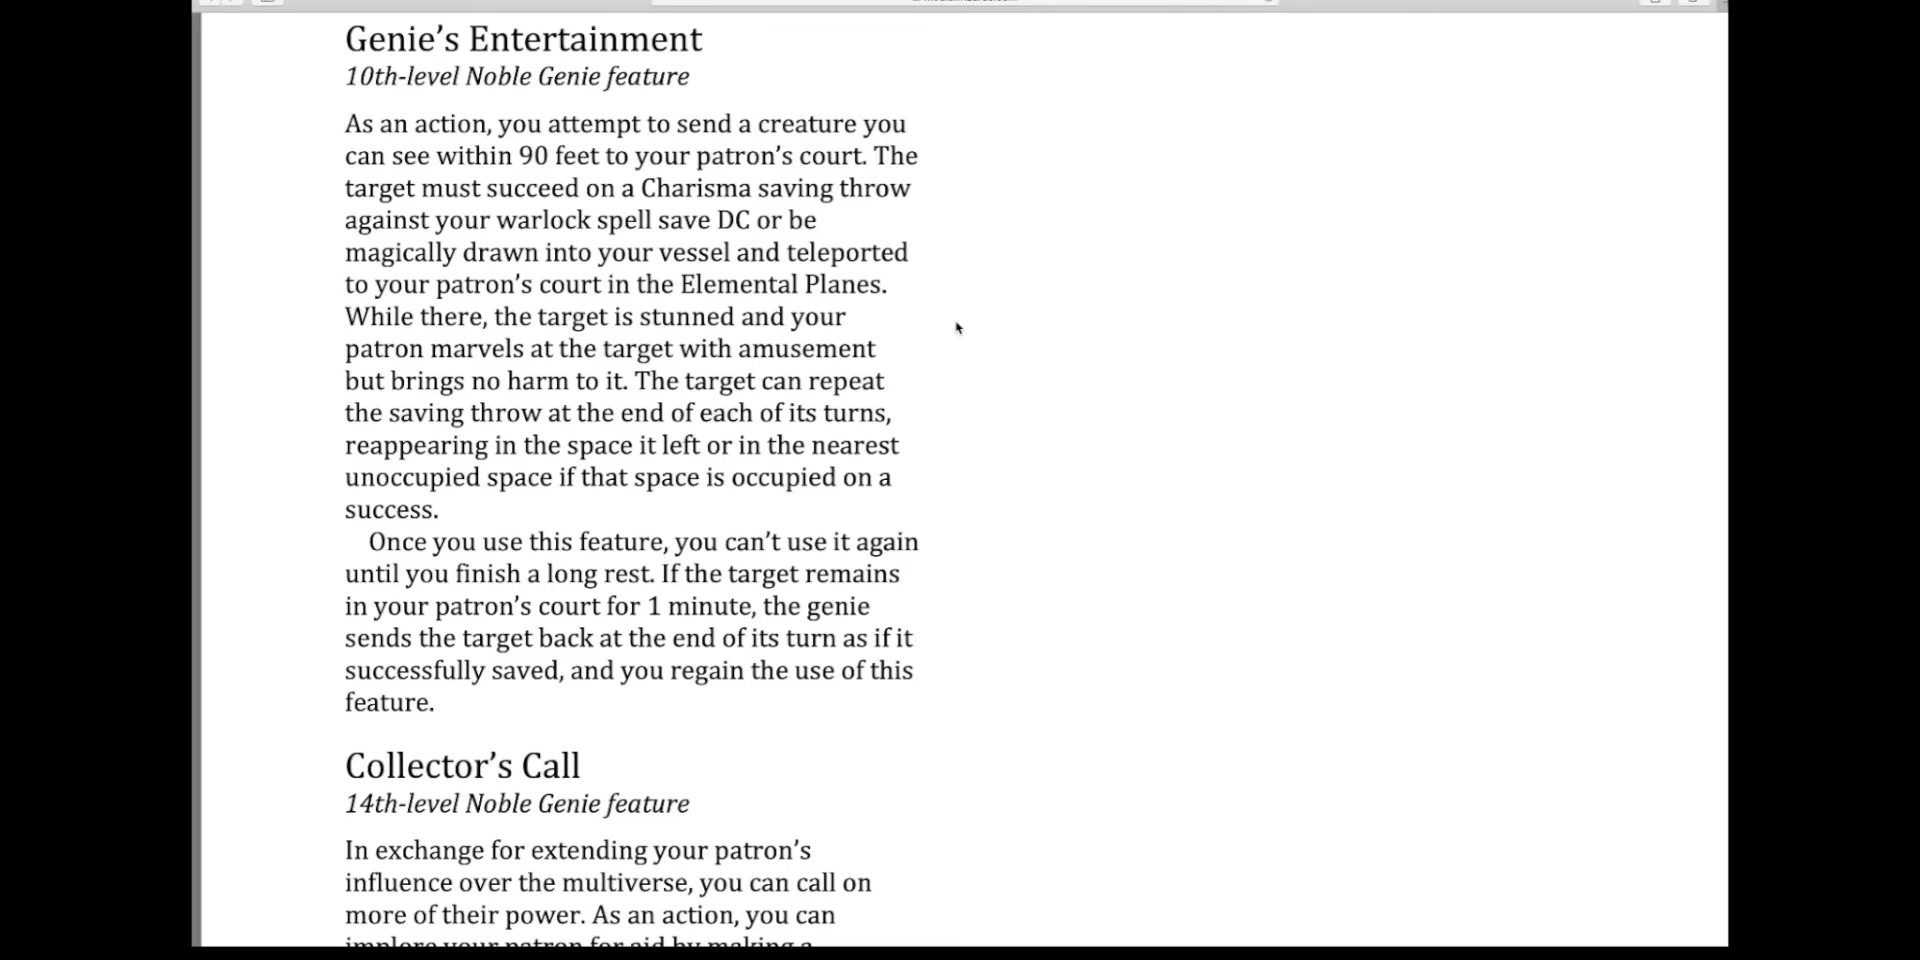 Genie’s Entertainment
10th-level Noble Genie feature
As an action, you attempt to send a creature you
can see within 90 feet to your patron’s court. The
target must succeed on a Charisma saving throw
against your warlock spell save DC or be
magically drawn into your vessel and teleported
to your patron’s court in the Elemental Planes.
While there, the target is stunned and your
patron marvels at the target with amusement
but brings no harm to it. The target can repeat
the saving throw at the end of each of its turns,
reappearing in the space it left or in the nearest
unoccupied space if that space is occupied on a
success.
Once you use this feature, you can’t use it again
until you finish a long rest. If the target remains
in your patron’s court for 1 minute, the genie
sends the target back at the end of its turn as if it
successfully saved, and you regain the use of this
feature.
Collector’s Call
14th-level Noble Genie feature
In exchange for extending your patron’s
influence over the multiverse, you can call on
more of their power. As an action, you can
implore your patron for aid by making a